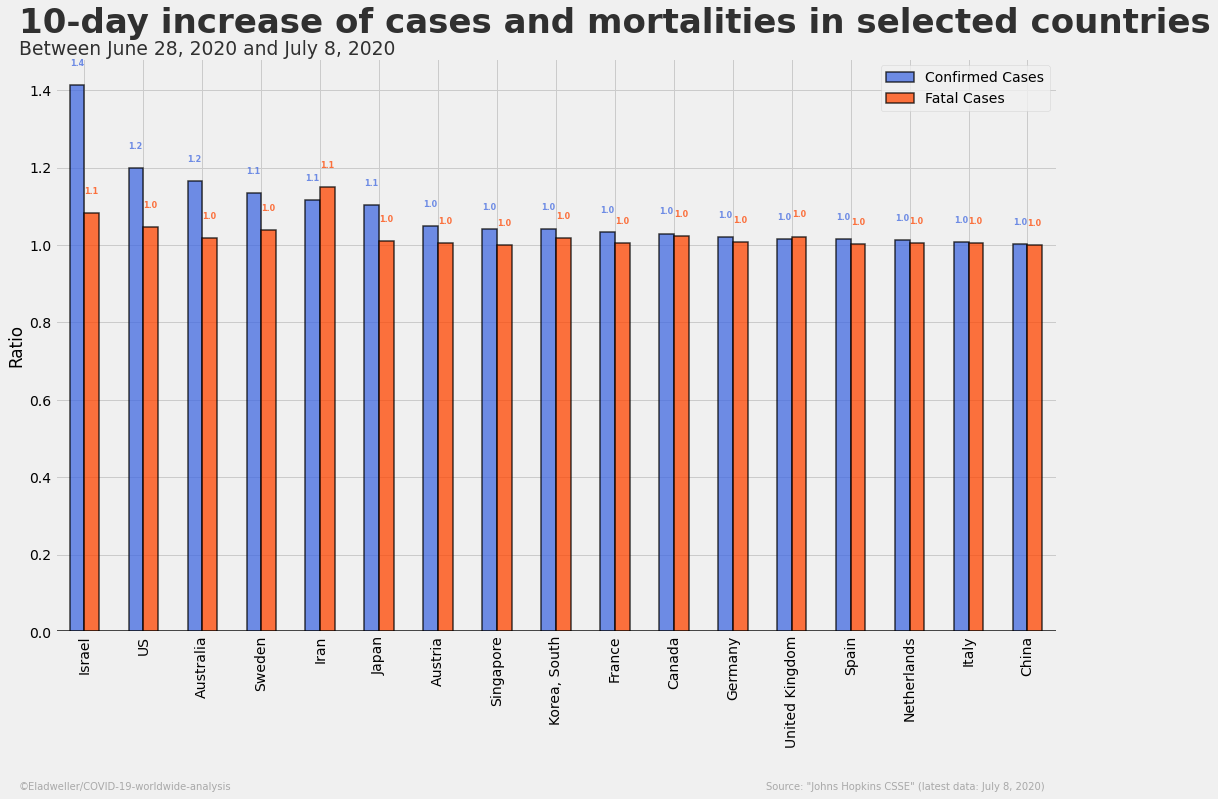 10-day increase of cases and mortalities in selected countries
Between June 28, 2020 and July 8, 2020
Confirmed Cases
Fatal Cases
Ratio
1.4
1.2
1.0
0.8
0.6
0.4
0.2
0.0
1.4 1.1
1.2 1.0
1.2 1.0
1.1 1.0
1.1 1.1
1.1 1.0
1.0 1.0
1.0 1.0
1.0 1.0
1.0 1.0
1.0 1.0
1.0 1.0
1.0 1.0
1.0 1.0
1.0 1.0
1.0 1.0
1.0 1.0
Israel
US
Australia
Sweden
Iran
Japan
Austria
Singapore
Korea, South
France
Canada
Germany
United Kingdom
Spain
Netherlands
Italy
China
©Eladweller/COVID-19-worldwide-analysis
Source: "Johns Hopkins CSSE" (latest data: July 8, 2020)